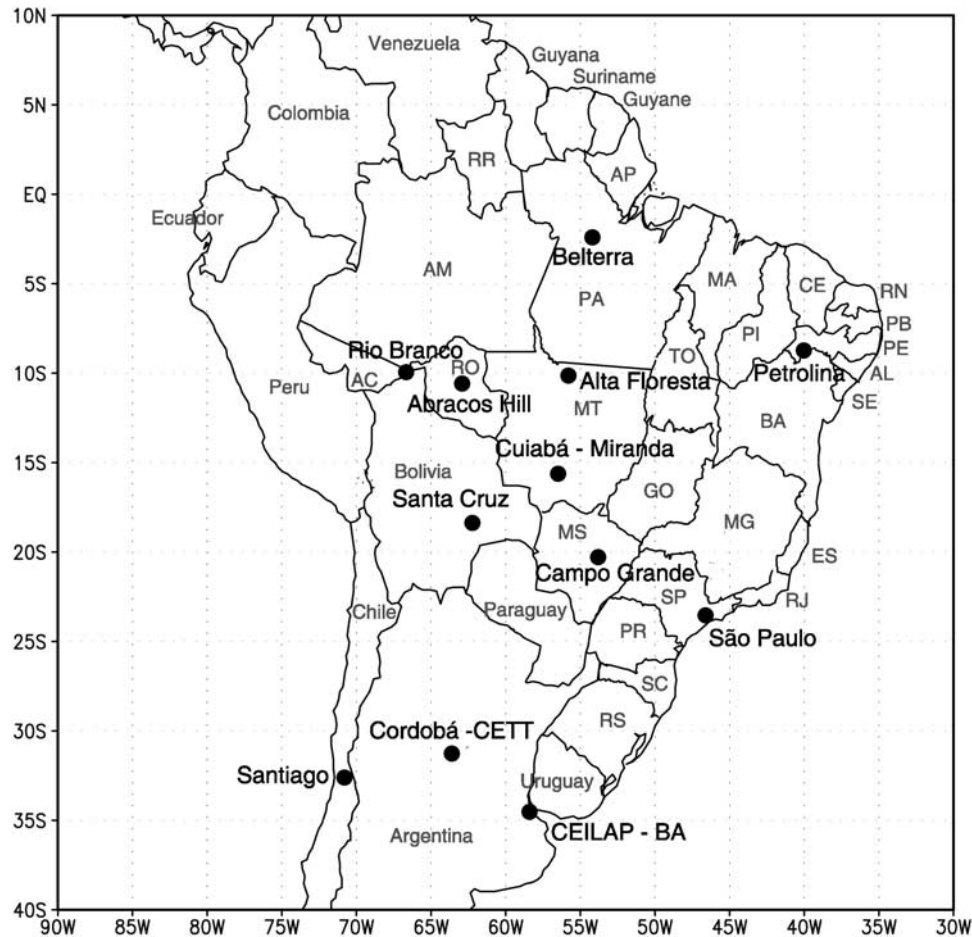 10N
Venezuela
Guyana
Suriname
Guyane
5N
Colombia
RR
AP
EQ
Ecuador
Belterra
AM
PA
MA
CE
RN
5S
PI
PB
Rio Branco
RO
TO
PE
10S
Peru
AC
Abracos Hill
Alta Floresta
Petrolina
AL
MT
SE
BA
Cuiabá - Miranda
15S
Bolivia
Santa Cruz
GO
MG
MS
20S
ES
Campo Grande
Chile
Paraguay
SP
RJ
25S
PR
São Paulo
SC
RS
30S
Cordobá -CETT
Santiago
Uruguay
35S
Argentina
CEILAP - BA
40S
90W 85W 80W 75W 70W 65W 60W 55W 50W 45W 40W 35W 30W